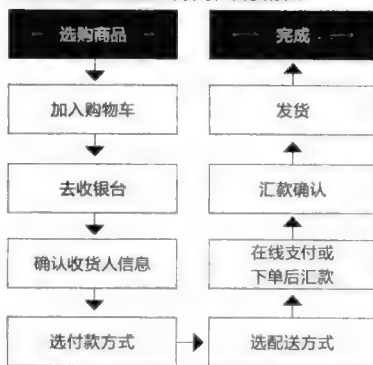 选购商品
加入购物车
去收银台
确认收货人信息
选付款方式
选配送方式
在线支付或
下单后汇款
汇款确认
发货
完成